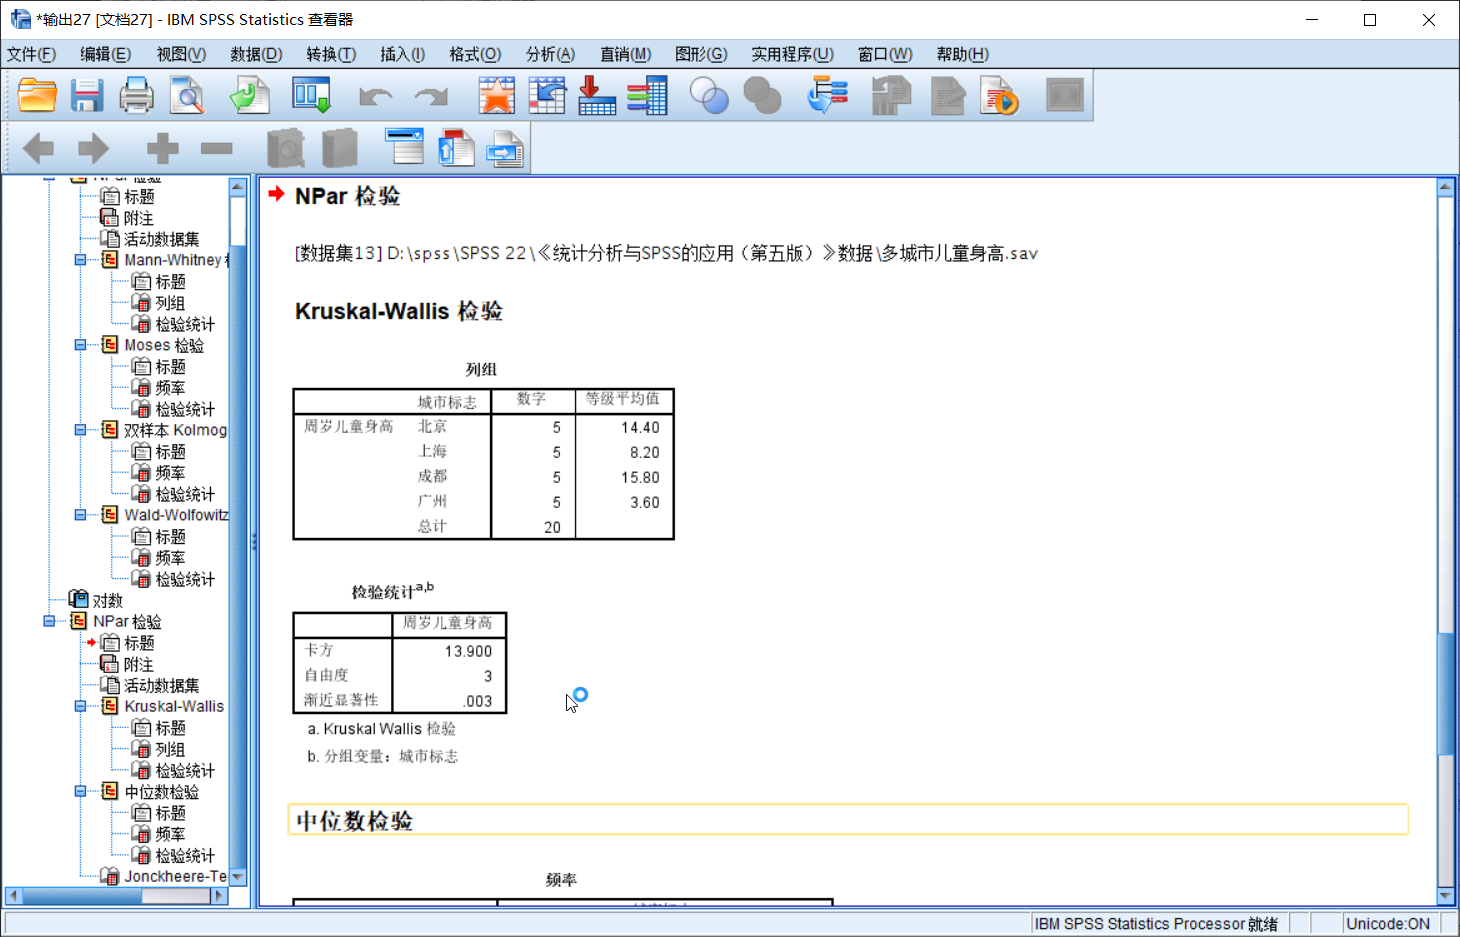 *输出27 [文档27] - IBM SPSS Statistics 查看器
文件(F) 编辑(E) 视图(V) 数据(D) 转换(T) 插入(I) 格式(O) 分析(A) 直销(M) 图形(G) 实用程序(U) 窗口(W) 帮助(H)
NPar 检验
标题
附注
活动数据集
Mann-Whitney
标题
列组
检验统计
Moses 检验
标题
频率
检验统计
双样本 Kolmog
标题
频率
检验统计
Wald-Wolfowitz
标题
频率
检验统计
对数
NPar 检验
标题
附注
活动数据集
Kruskal-Wallis
标题
列组
检验统计
中位数检验
标题
频率
检验统计
Jonckheere-Te
NPar 检验
[数据集13] D:\spss\SPSS 22\《统计分析与SPSS的应用（第五版）》数据\多城市儿童身高.sav
Kruskal-Wallis 检验
列组
城市标志 数字 等级平均值
周岁儿童身高 北京 5 14.40
上海 5 8.20
成都 5 15.80
广州 5 3.60
总计 20
检验统计a,b
周岁儿童身高
卡方 13.900
自由度 3
渐近显著性 .003
a. Kruskal Wallis 检验
b. 分组变量：城市标志
中位数检验
频率
IBM SPSS Statistics Processor 就绪 Unicode:ON